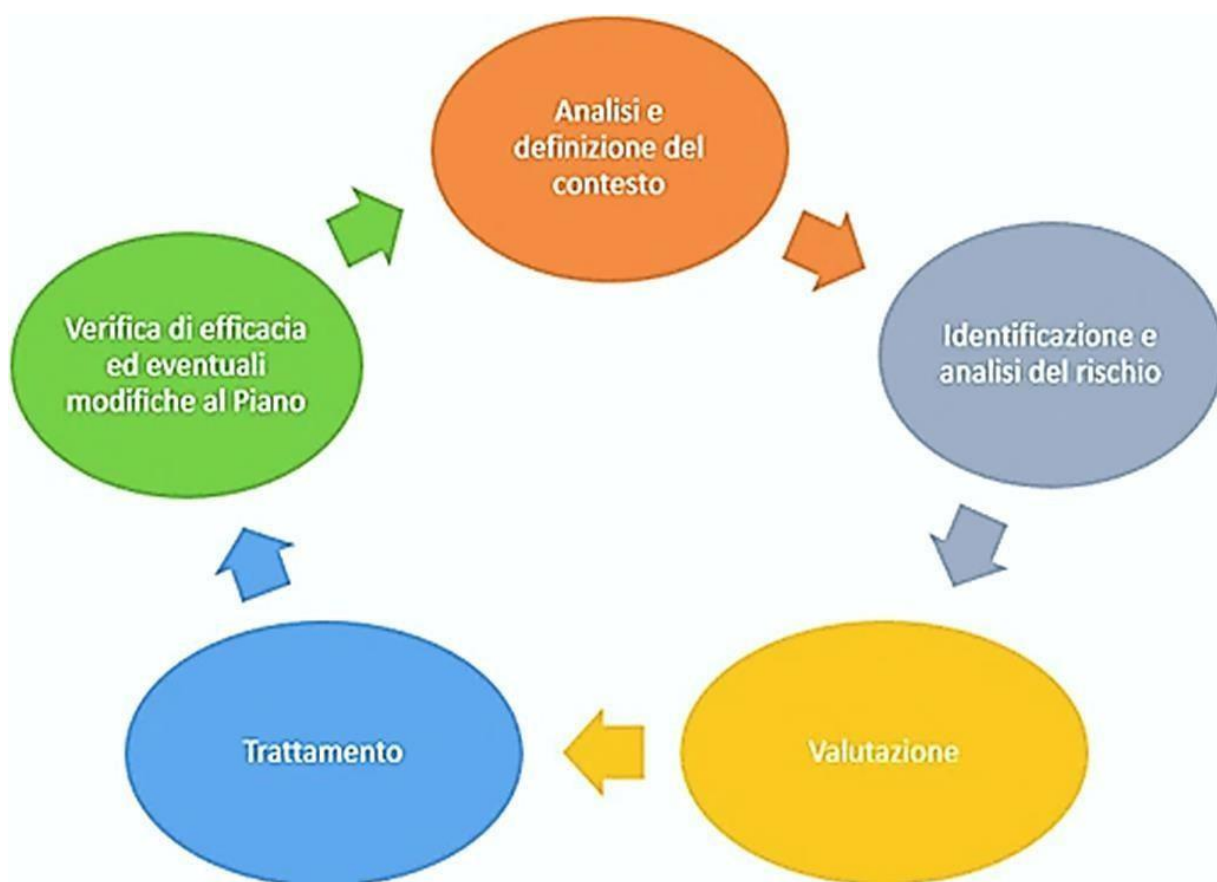 Analisi e
definizione del
contesto
Identificazione e
analisi del rischio
Valutazione
Trattamento
Verifica di efficacia
ed eventuali
modifiche al Piano